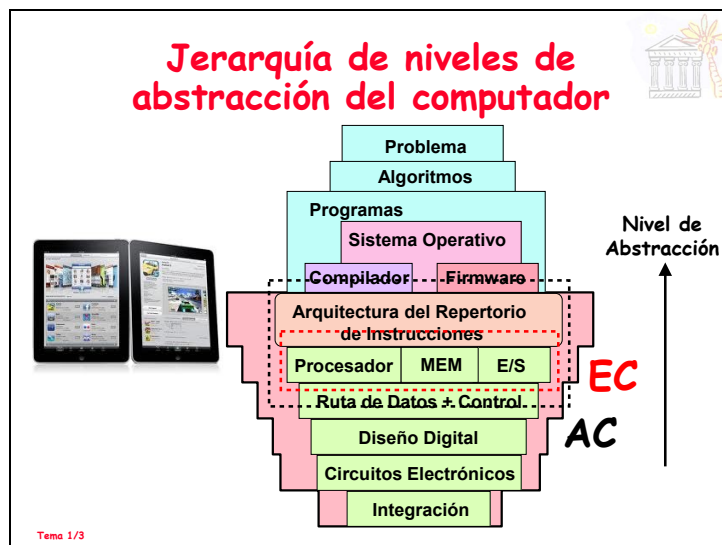 Jerarquía de niveles de
abstracción del computador
Problema
Algoritmos
Programas
Sistema Operativo
Compilador
Firmware
Arquitectura del Repertorio
de Instrucciones
Procesador
MEM
E/S
Ruta de Datos + Control
Diseño Digital
Circuitos Electrónicos
Integración
Nivel de
Abstracción
EC
AC
Tema 1/3